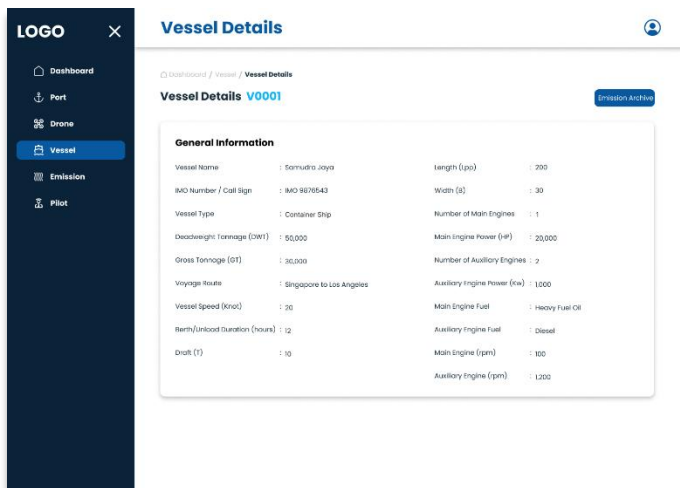 LOGO
Vessel Details
Dashboard
Port
Drone
Vessel
Emission
Pilot
Dashboard / Vessel / Vessel Details
Vessel Details V0001
Emission Archive
General Information
Vessel Name : Samudra Jaya
IMO Number / Call Sign : IMO 9876543
Vessel Type : Container Ship
Deadweight Tonnage (DWT) : 50,000
Gross Tonnage (GT) : 30,000
Voyage Route : Singapore to Los Angeles
Vessel Speed (Knot) : 20
Berth/Unload Duration (hours) : 12
Draft (T) : 10
Length (Lpp) : 200
Width (B) : 30
Number of Main Engines : 1
Main Engine Power (HP) : 20,000
Number of Auxiliary Engines : 2
Auxiliary Engine Power (Kw) : 1,000
Main Engine Fuel : Heavy Fuel Oil
Auxiliary Engine Fuel : Diesel
Main Engine (rpm) : 100
Auxiliary Engine (rpm) : 1,200